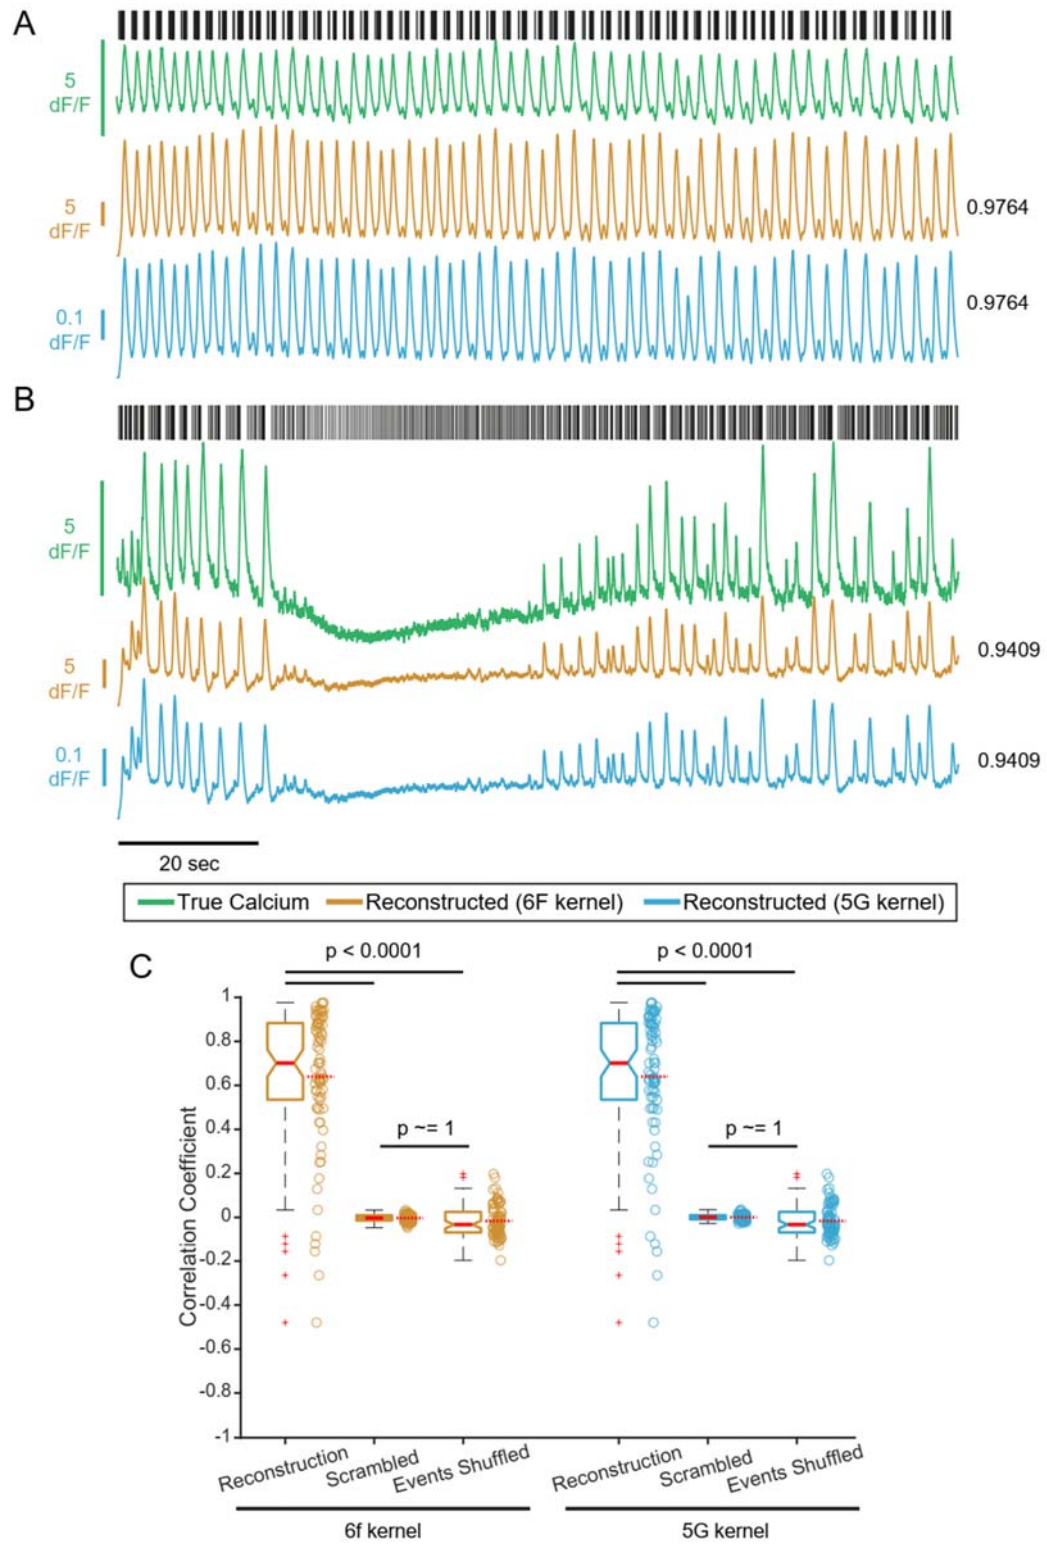 A
5
dF/F
5
dF/F
0.9764
0.1
dF/F
0.9764
B
5
dF/F
5
dF/F
0.9409
0.1
dF/F
0.9409
20 sec
True Calcium Reconstructed (6F kernel) Reconstructed (5G kernel)
C
p < 0.0001 p < 0.0001
1
0.8
0.6
0.4
0.2
0
-0.2
-0.4
-0.6
-0.8
-1
Correlation Coefficient
p ~= 1 p ~= 1
Reconstruction Scrambled Events Shuffled Reconstruction Scrambled Events Shuffled
6f kernel 5G kernel